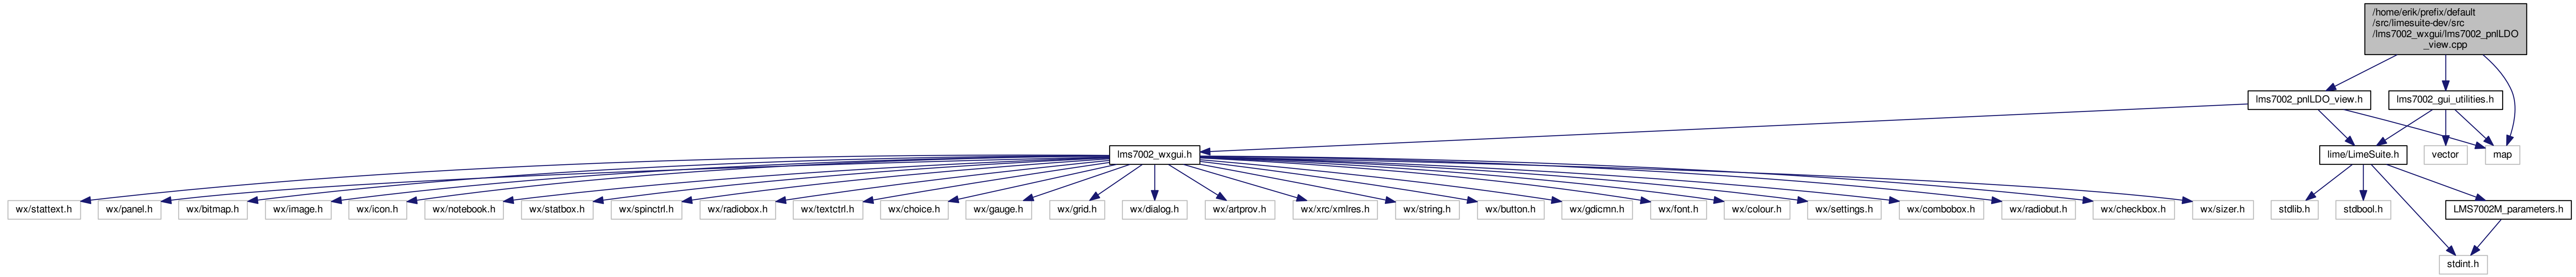 /home/erik/prefix/default
/src/limesuite-dev/src
/lms7002_wxgui/lms7002_pnlLDO
_view.cpp
lms7002_pnlLDO_view.h
lms7002_gui_utilities.h
lms7002_wxgui.h
lime/LimeSuite.h
vector
map
wx/stattext.h
wx/panel.h
wx/bitmap.h
wx/image.h
wx/icon.h
wx/notebook.h
wx/statbox.h
wx/spinctrl.h
wx/radiobox.h
wx/textctrl.h
wx/choice.h
wx/gauge.h
wx/grid.h
wx/dialog.h
wx/artprov.h
wx/xrc/xmlres.h
wx/string.h
wx/button.h
wx/gdicmn.h
wx/font.h
wx/colour.h
wx/settings.h
wx/combobox.h
wx/radiobut.h
wx/checkbox.h
wx/sizer.h
stdlib.h
stdbool.h
LMS7002M_parameters.h
stdint.h